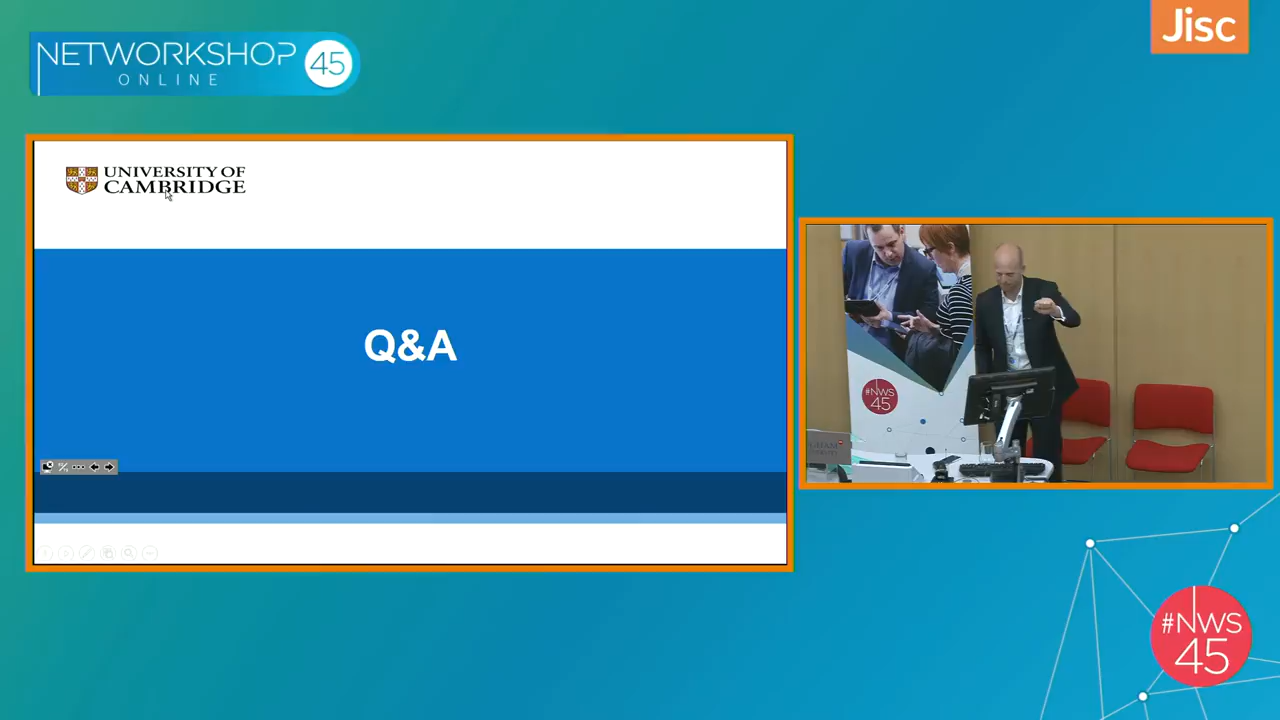 NETWORKSHOP
ONLINE
45
Jisc
UNIVERSITY OF
CAMBRIDGE
Q&A
#NWS
45
#NWS
45